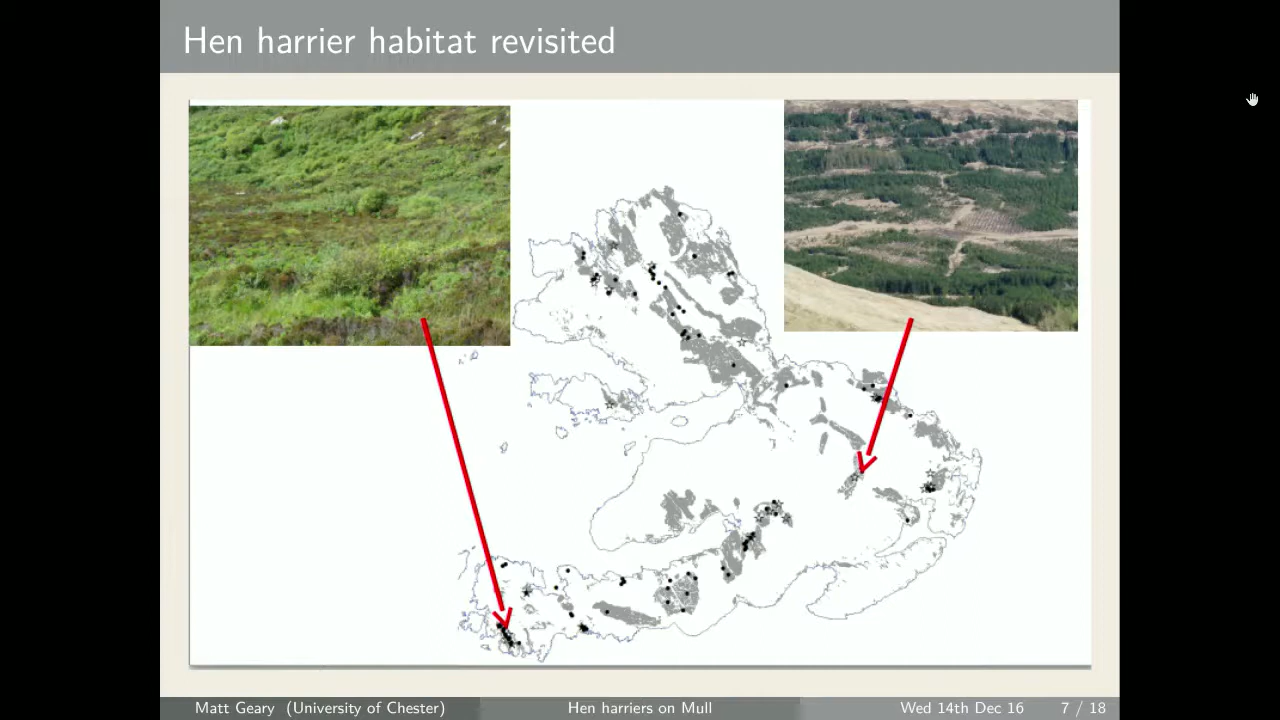 Hen harrier habitat revisited
Matt Geary (University of Chester) Hen harriers on Mull Wed 14th Dec 16 7 / 18